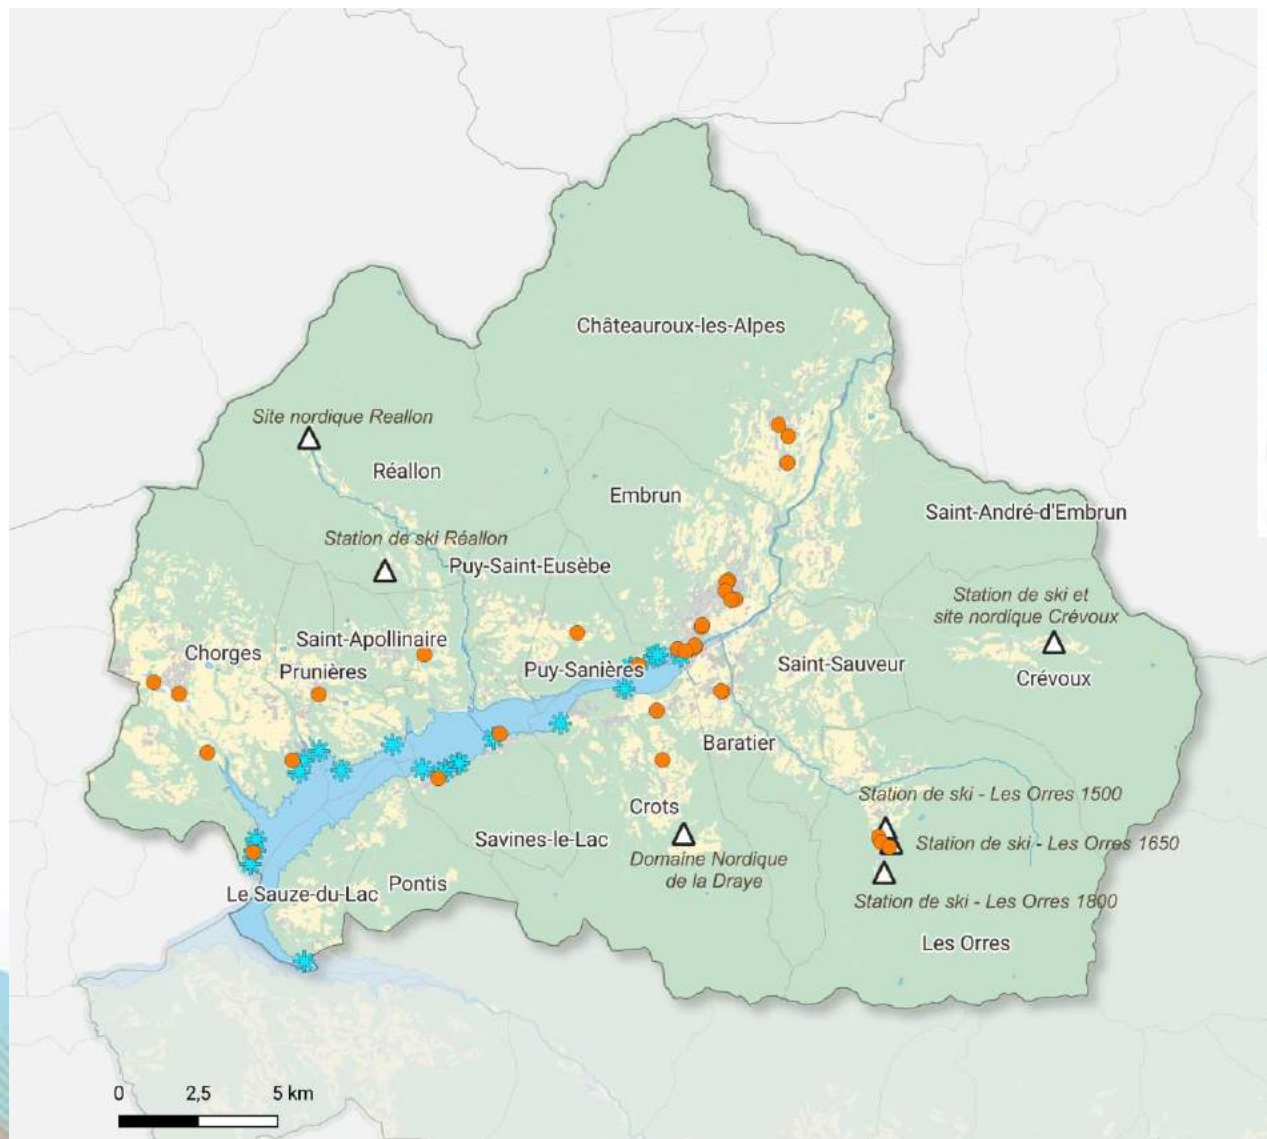 Châteauroux-les-Alpes
Site nordique Reallon
Réallon
Embrun
Saint-André-d'Embrun
Station de ski Réallon
Puy-Saint-Eusèbe
Station de ski et
site nordique Crévoux
Saint-Apollinaire
Chorges
Prunières
Puy-Sanières
Saint-Sauveur
Crévoux
Baratier
Station de ski - Les Orres 1500
Crots
Savines-le-Lac
Station de ski - Les Orres 1650
Domaine Nordique
de la Draye
Pontis
Le Sauze-du-Lac
Station de ski - Les Orres 1800
Les Orres
0 2,5 5 km